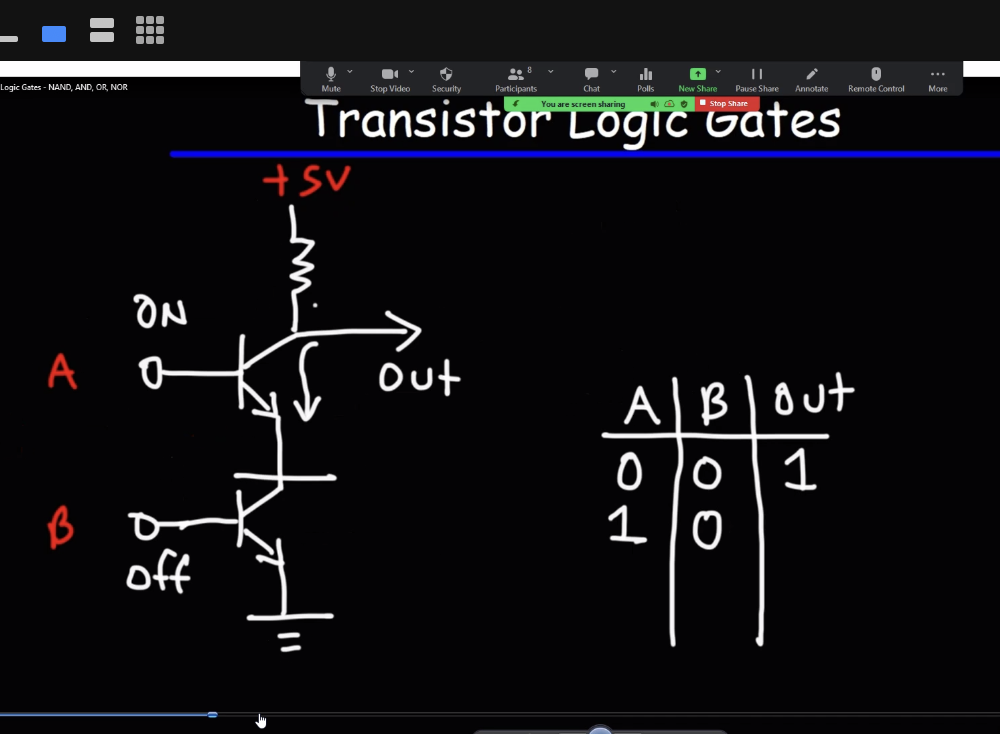 Logic Gates - NAND, AND, OR, NOR
Mute Stop Video Security Participants 8 Chat Polls New Share Pause Share Annotate Remote Control More
You are screen sharing Stop Share
Transistor Logic Gates
+5V
ON
A
Out
B
Off
A B Out
0 0 1
1 0